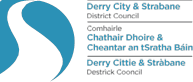 Derry City & Strabane
District Council
Comhairle
Chathair Dhoire &
Cheantar an tSratha Báin
Derry Cittie & Stràbane
Destrick Cooncil